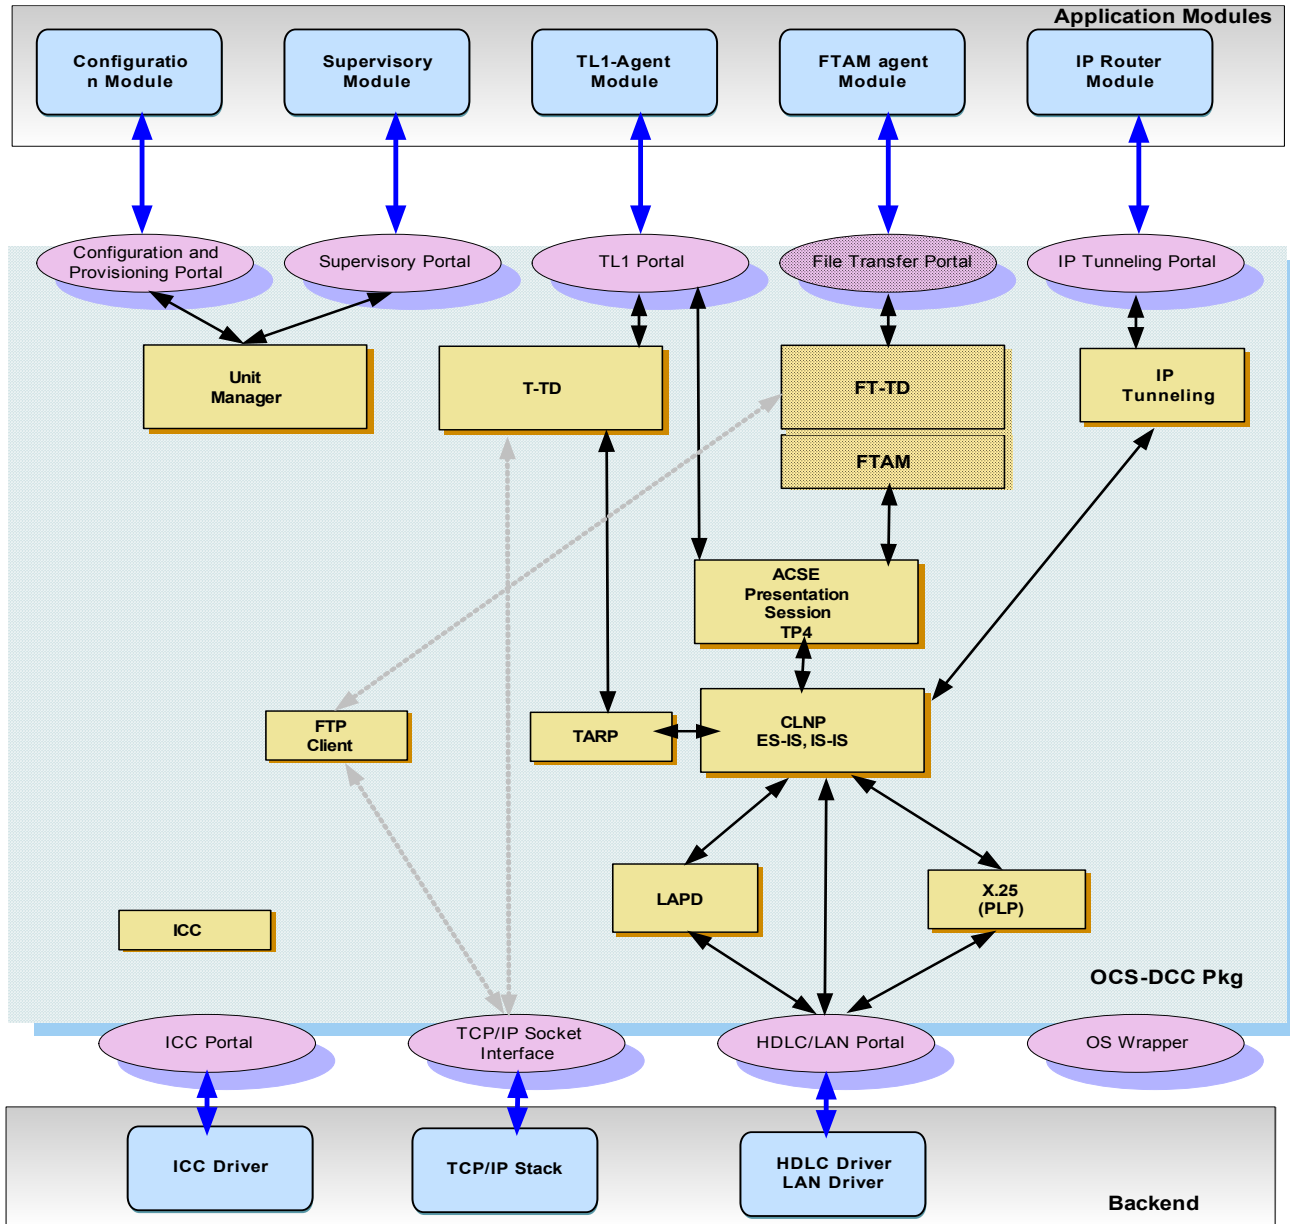 Application Modules
Configuratio
n Module
Supervisory
Module
TL1-Agent
Module
FTAM agent
Module
IP Router
Module
Configuration and
Provisioning Portal
Supervisory Portal
TL1 Portal
File Transfer Portal
IP Tunneling Portal
Unit
Manager
T-TD
FT-TD
IP
Tunneling
FTAM
ACSE
Presentation
Session
TP4
FTP
Client
TARP
CLNP
ES-IS, IS-IS
LAPD
X.25
(PLP)
ICC
OCS-DCC Pkg
ICC Portal
TCP/IP Socket
Interface
HDLC/LAN Portal
OS Wrapper
ICC Driver
TCP/IP Stack
HDLC Driver
LAN Driver
Backend